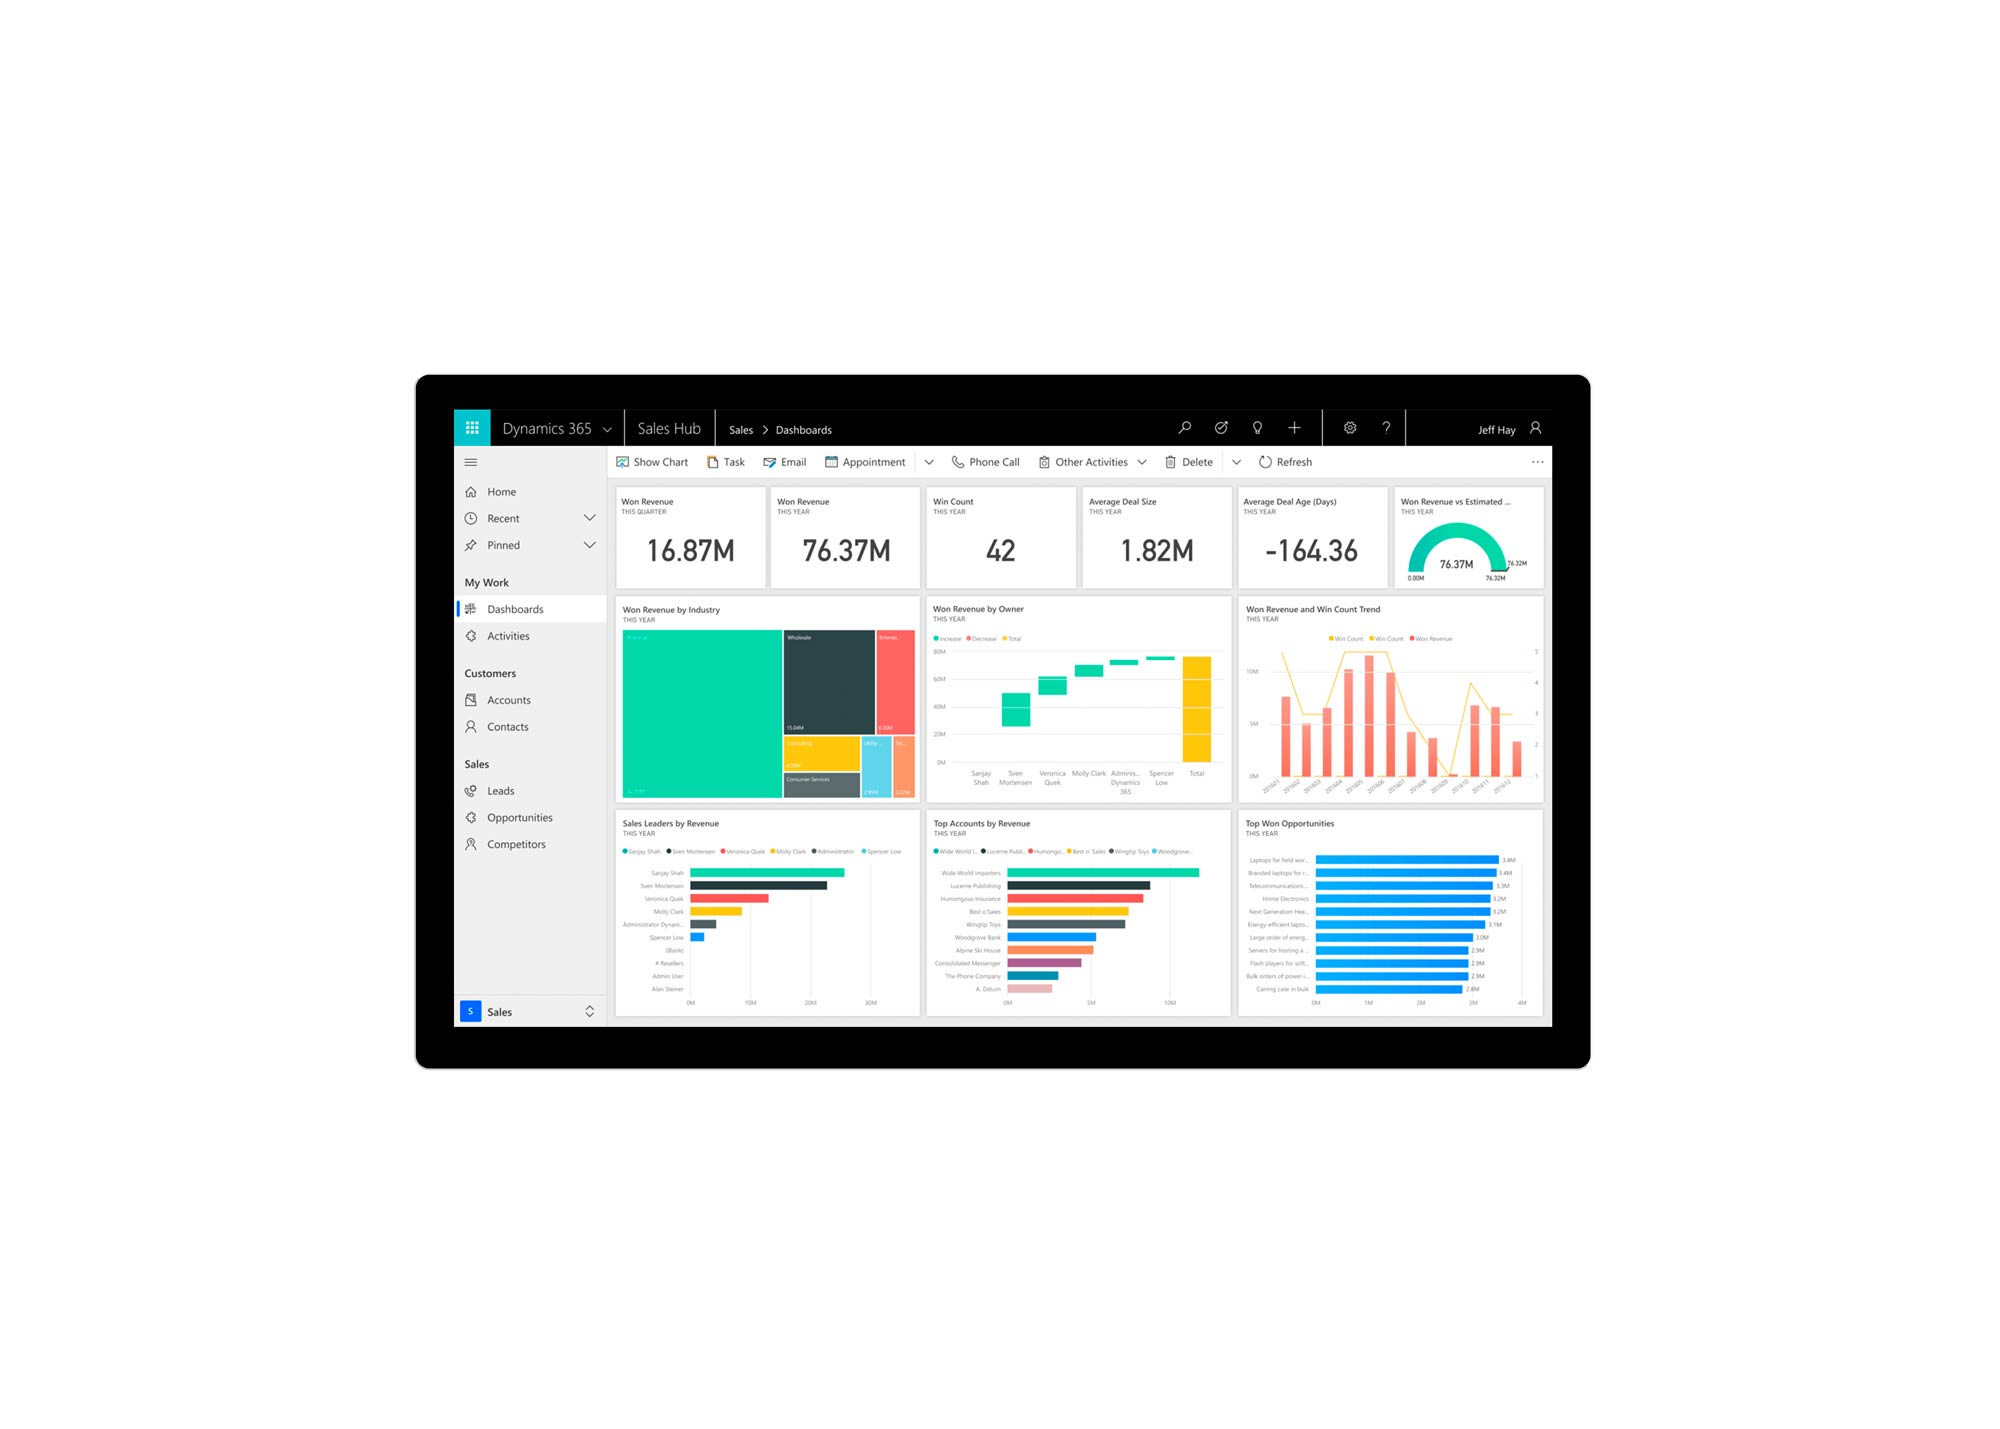 Dynamics 365
Sales Hub
Sales > Dashboards
Jeff Hay
Show Chart Task Email Appointment Phone Call Other Activities Delete Refresh
Home
Recent
Pinned
My Work
Dashboards
Activities
Customers
Accounts
Contacts
Sales
Leads
Opportunities
Competitors
S Sales
Won Revenue
THIS QUARTER
16.87M
Won Revenue
THIS YEAR
76.37M
Win Count
THIS YEAR
42
Average Deal Size
THIS YEAR
1.82M
Average Deal Age (Days)
THIS YEAR
-164.36
Won Revenue vs Estimated ...
THIS YEAR
76.37M
76.32M
0.00M
76.32M
Won Revenue by Industry
THIS YEAR
Wholesale
Enterta...
15.04M
Consulting
Utility ...
Consumer Services
2.95M
2.22M
Won Revenue by Owner
THIS YEAR
Increase Decrease Total
80M
60M
40M
20M
0M
Sanjay Shah
Sven Mortensen
Veronica Quek
Molly Clark
Adminis... Dynamics 365
Spencer Low
Total
Won Revenue and Win Count Trend
THIS YEAR
Win Count Win Count Won Revenue
10M
5M
0M
5
4
3
2
1
201601 201602 201603 201604 201605 201606 201607 201608 201609 201610 201611 201612
Sales Leaders by Revenue
THIS YEAR
Sanjay Shah Sven Mortensen Veronica Quek Molly Clark Administrator Spencer Low
Sanjay Shah
Sven Mortensen
Veronica Quek
Molly Clark
Administrator Dynam...
Spencer Low
(Blank)
# Resellers
Admin User
Alan Steiner
0M 10M 20M 30M
Top Accounts by Revenue
THIS YEAR
Wide World I... Lucerne Publi... Humongo... Best o' Sales Wingtip Toys Woodgrove...
Wide World Importers
Lucerne Publishing
Humongous Insurance
Best o'Sales
Wingtip Toys
Woodgrove Bank
Alpine Ski House
Consolidated Messenger
The Phone Company
A. Datum
0M 5M 10M
Top Won Opportunities
THIS YEAR
Laptops for field wor... 3.4M
Branded laptops for r... 3.4M
Telecommunications ... 3.3M
Home Electronics 3.2M
Next Generation Hea... 3.2M
Energy-efficient lapto... 3.1M
Large order of energ... 3.0M
Servers for hosting a ... 2.9M
Flash players for soft... 2.9M
Bulk orders of power i... 2.9M
Carring case in bulk 2.8M
0M 1M 2M 3M 4M